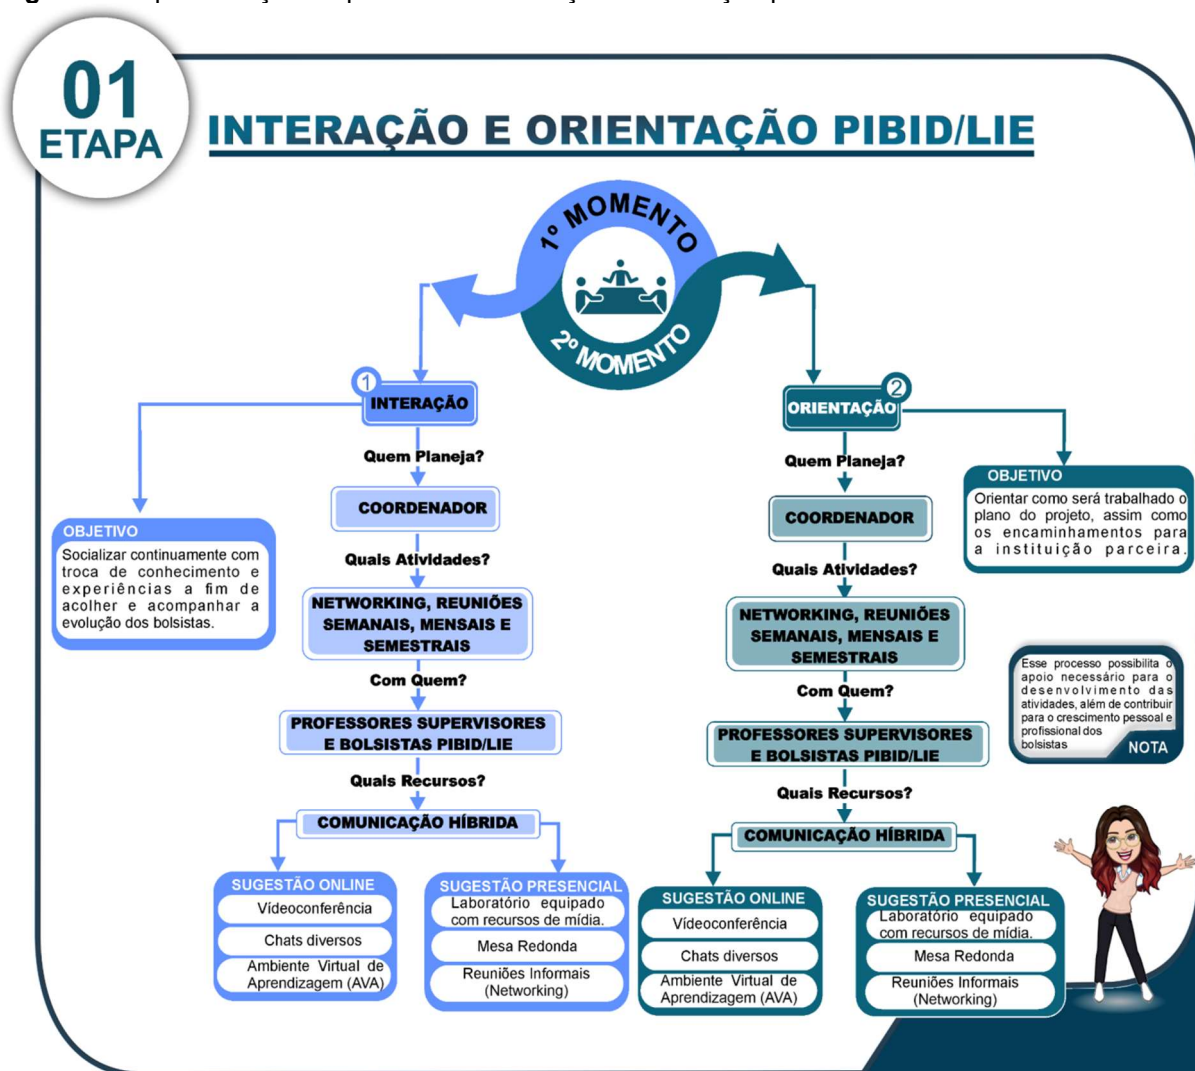 01
ETAPA
INTERAÇÃO E ORIENTAÇÃO PIBID/LIE
1º MOMENTO
2º MOMENTO
1
INTERAÇÃO
Quem Planeja?
COORDENADOR
Quais Atividades?
NETWORKING, REUNIÕES
SEMANAIS, MENSAIS E
SEMESTRAIS
Com Quem?
PROFESSORES SUPERVISORES
E BOLSISTAS PIBID/LIE
Quais Recursos?
COMUNICAÇÃO HÍBRIDA
OBJETIVO
Socializar continuamente com
troca de conhecimento e
experiências a fim de
acolher e acompanhar a
evolução dos bolsistas.
SUGESTÃO ONLINE
Vídeoconferência
Chats diversos
Ambiente Virtual de
Aprendizagem (AVA)
SUGESTÃO PRESENCIAL
Laboratório equipado
com recursos de mídia.
Mesa Redonda
Reuniões Informais
(Networking)
2
ORIENTAÇÃO
Quem Planeja?
COORDENADOR
Quais Atividades?
NETWORKING, REUNIÕES
SEMANAIS, MENSAIS E
SEMESTRAIS
Com Quem?
PROFESSORES SUPERVISORES
E BOLSISTAS PIBID/LIE
Quais Recursos?
COMUNICAÇÃO HÍBRIDA
OBJETIVO
Orientar como será trabalhado o
plano do projeto, assim como
os encaminhamentos para
a instituição parceira.
Esse processo possibilita o
apoio necessário para o
desenvolvimento das
atividades, além de contribuir
para o crescimento pessoal e
profissional dos
bolsistas
NOTA
SUGESTÃO ONLINE
Vídeoconferência
Chats diversos
Ambiente Virtual de
Aprendizagem (AVA)
SUGESTÃO PRESENCIAL
Laboratório equipado
com recursos de mídia.
Mesa Redonda
Reuniões Informais
(Networking)